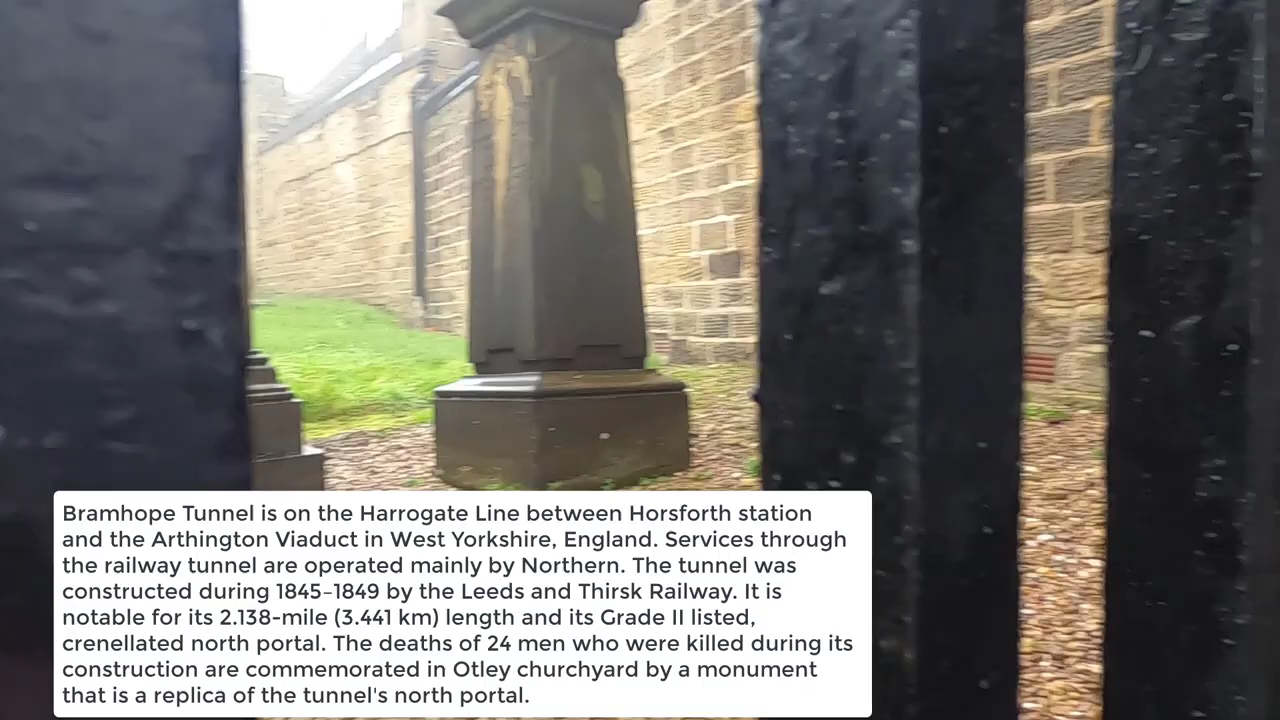 Bramhope Tunnel is on the Harrogate Line between Horsforth station
and the Arthington Viaduct in West Yorkshire, England. Services through
the railway tunnel are operated mainly by Northern. The tunnel was
constructed during 1845–1849 by the Leeds and Thirsk Railway. It is
notable for its 2.138-mile (3.441 km) length and its Grade II listed,
crenellated north portal. The deaths of 24 men who were killed during its
construction are commemorated in Otley churchyard by a monument
that is a replica of the tunnel's north portal.